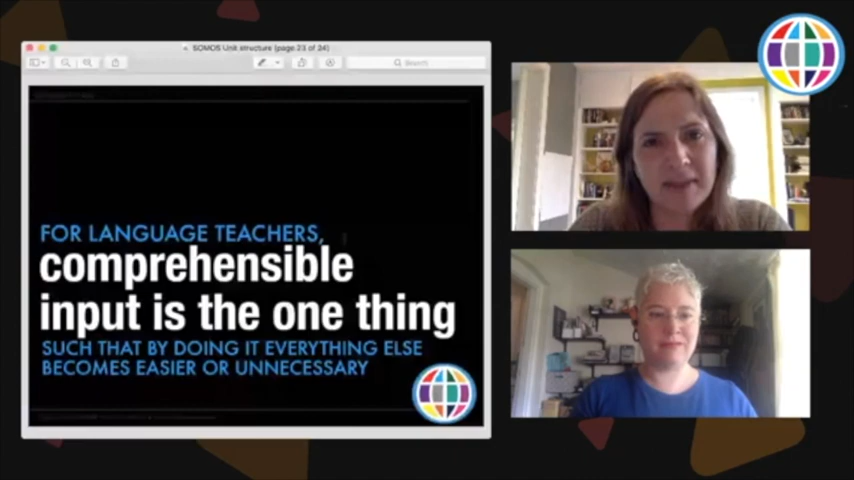 SOMOS Unit structure (page 23 of 24)
Search
FOR LANGUAGE TEACHERS,
comprehensible
input is the one thing
SUCH THAT BY DOING IT EVERYTHING ELSE
BECOMES EASIER OR UNNECESSARY